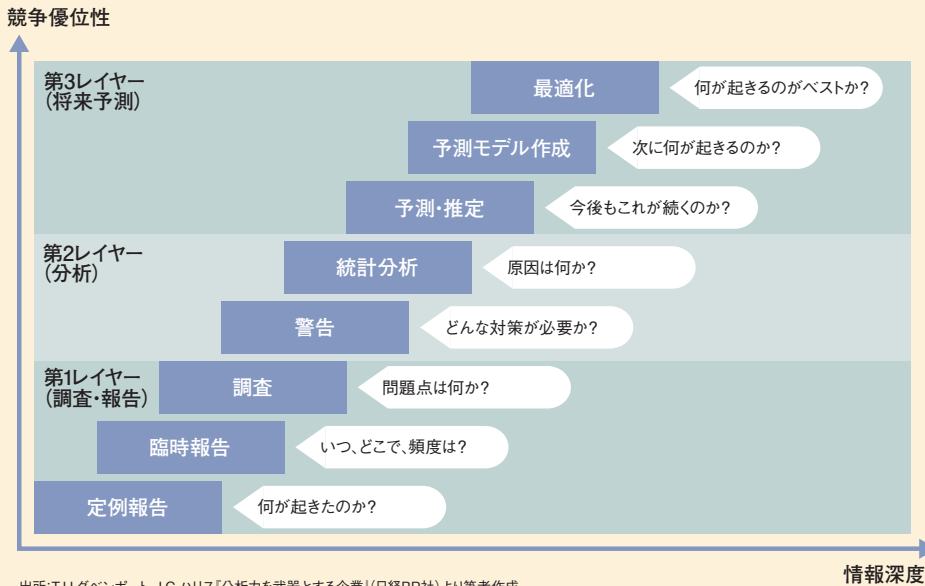 競争優位性
第3レイヤー
(将来予測)
最適化
何が起きるのがベストか?
予測モデル作成
次に何が起きるのか?
予測・推定
今後もこれが続くのか?
第2レイヤー
(分析)
統計分析
原因は何か?
警告
どんな対策が必要か?
第1レイヤー
(調査・報告)
調査
問題点は何か?
臨時報告
いつ、どこで、頻度は?
定例報告
何が起きたのか?
情報深度